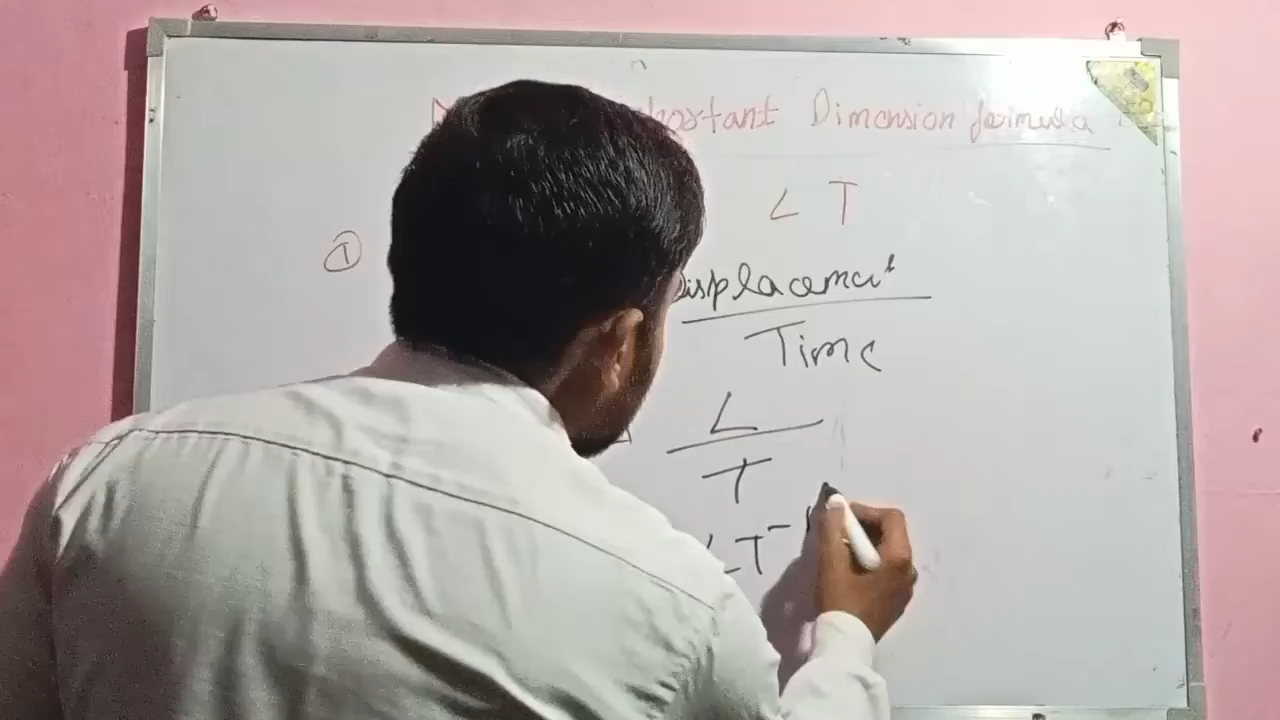 Dimension formula
L T
①
Displacement
Time
L
T
LT⁻¹